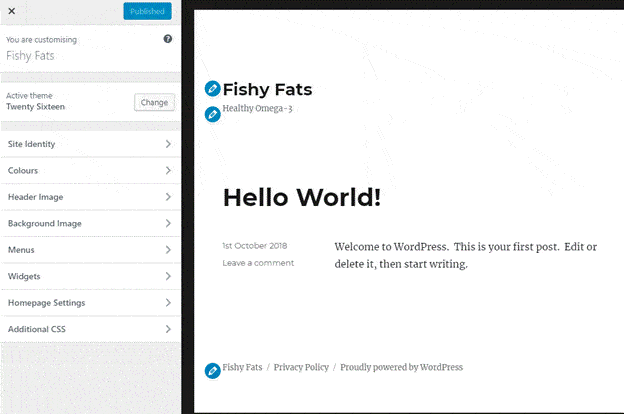 Published
You are customising
Fishy Fats
Active theme
Twenty Sixteen
Change
Site Identity
Colours
Header Image
Background Image
Menus
Widgets
Homepage Settings
Additional CSS
Fishy Fats
Healthy Omega-3
Hello World!
1st October 2018
Leave a comment
Welcome to WordPress. This is your first post. Edit or
delete it, then start writing.
Fishy Fats / Privacy Policy / Proudly powered by WordPress